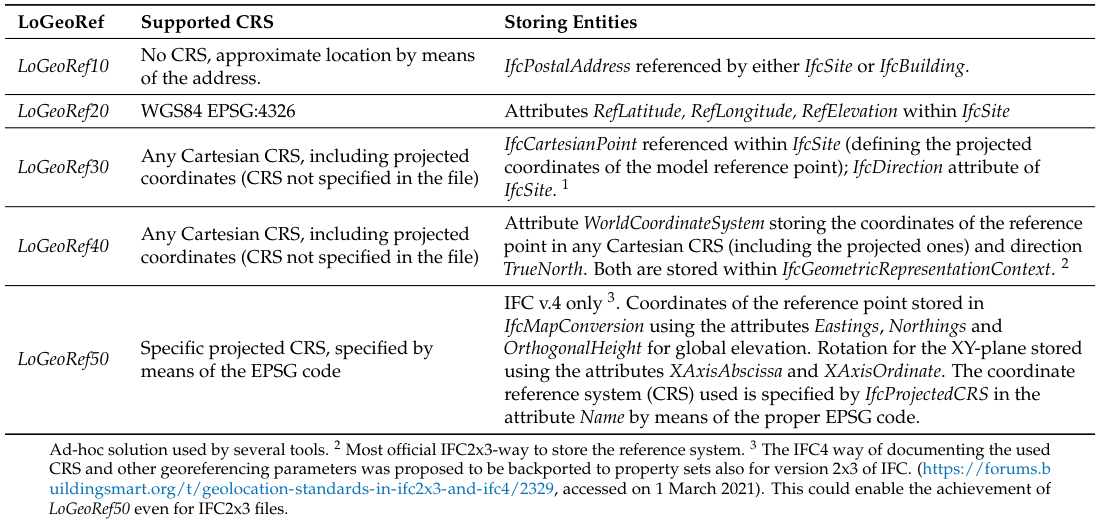 LoGeoRef Supported CRS Storing Entities
LoGeoRef10 No CRS, approximate location by means of the address. IfcPostalAddress referenced by either IfcSite or IfcBuilding.
LoGeoRef20 WGS84 EPSG:4326 Attributes RefLatitude, RefLongitude, RefElevation within IfcSite
LoGeoRef30
Any Cartesian CRS, including projected
coordinates (CRS not specified in the file)
IfcCartesianPoint referenced within IfcSite (defining the projected
coordinates of the model reference point); IfcDirection attribute of
IfcSite. 1
LoGeoRef40
Any Cartesian CRS, including projected
coordinates (CRS not specified in the file)
Attribute WorldCoordinateSystem storing the coordinates of the reference
point in any Cartesian CRS (including the projected ones) and direction
TrueNorth. Both are stored within IfcGeometricRepresentationContext. 2
LoGeoRef50
Specific projected CRS, specified by
means of the EPSG code
IFC v.4 only 3. Coordinates of the reference point stored in
IfcMapConversion using the attributes Eastings, Northings and
OrthogonalHeight for global elevation. Rotation for the XY-plane stored
using the attributes XAxisAbscissa and XAxisOrdinate. The coordinate
reference system (CRS) used is specified by IfcProjectedCRS in the
attribute Name by means of the proper EPSG code.
Ad-hoc solution used by several tools. 2 Most official IFC2x3-way to store the reference system. 3 The IFC4 way of documenting the used
CRS and other georeferencing parameters was proposed to be backported to property sets also for version 2x3 of IFC. (https://forums.b
uildingsmart.org/t/geolocation-standards-in-ifc2x3-and-ifc4/2329, accessed on 1 March 2021). This could enable the achievement of
LoGeoRef50 even for IFC2x3 files.